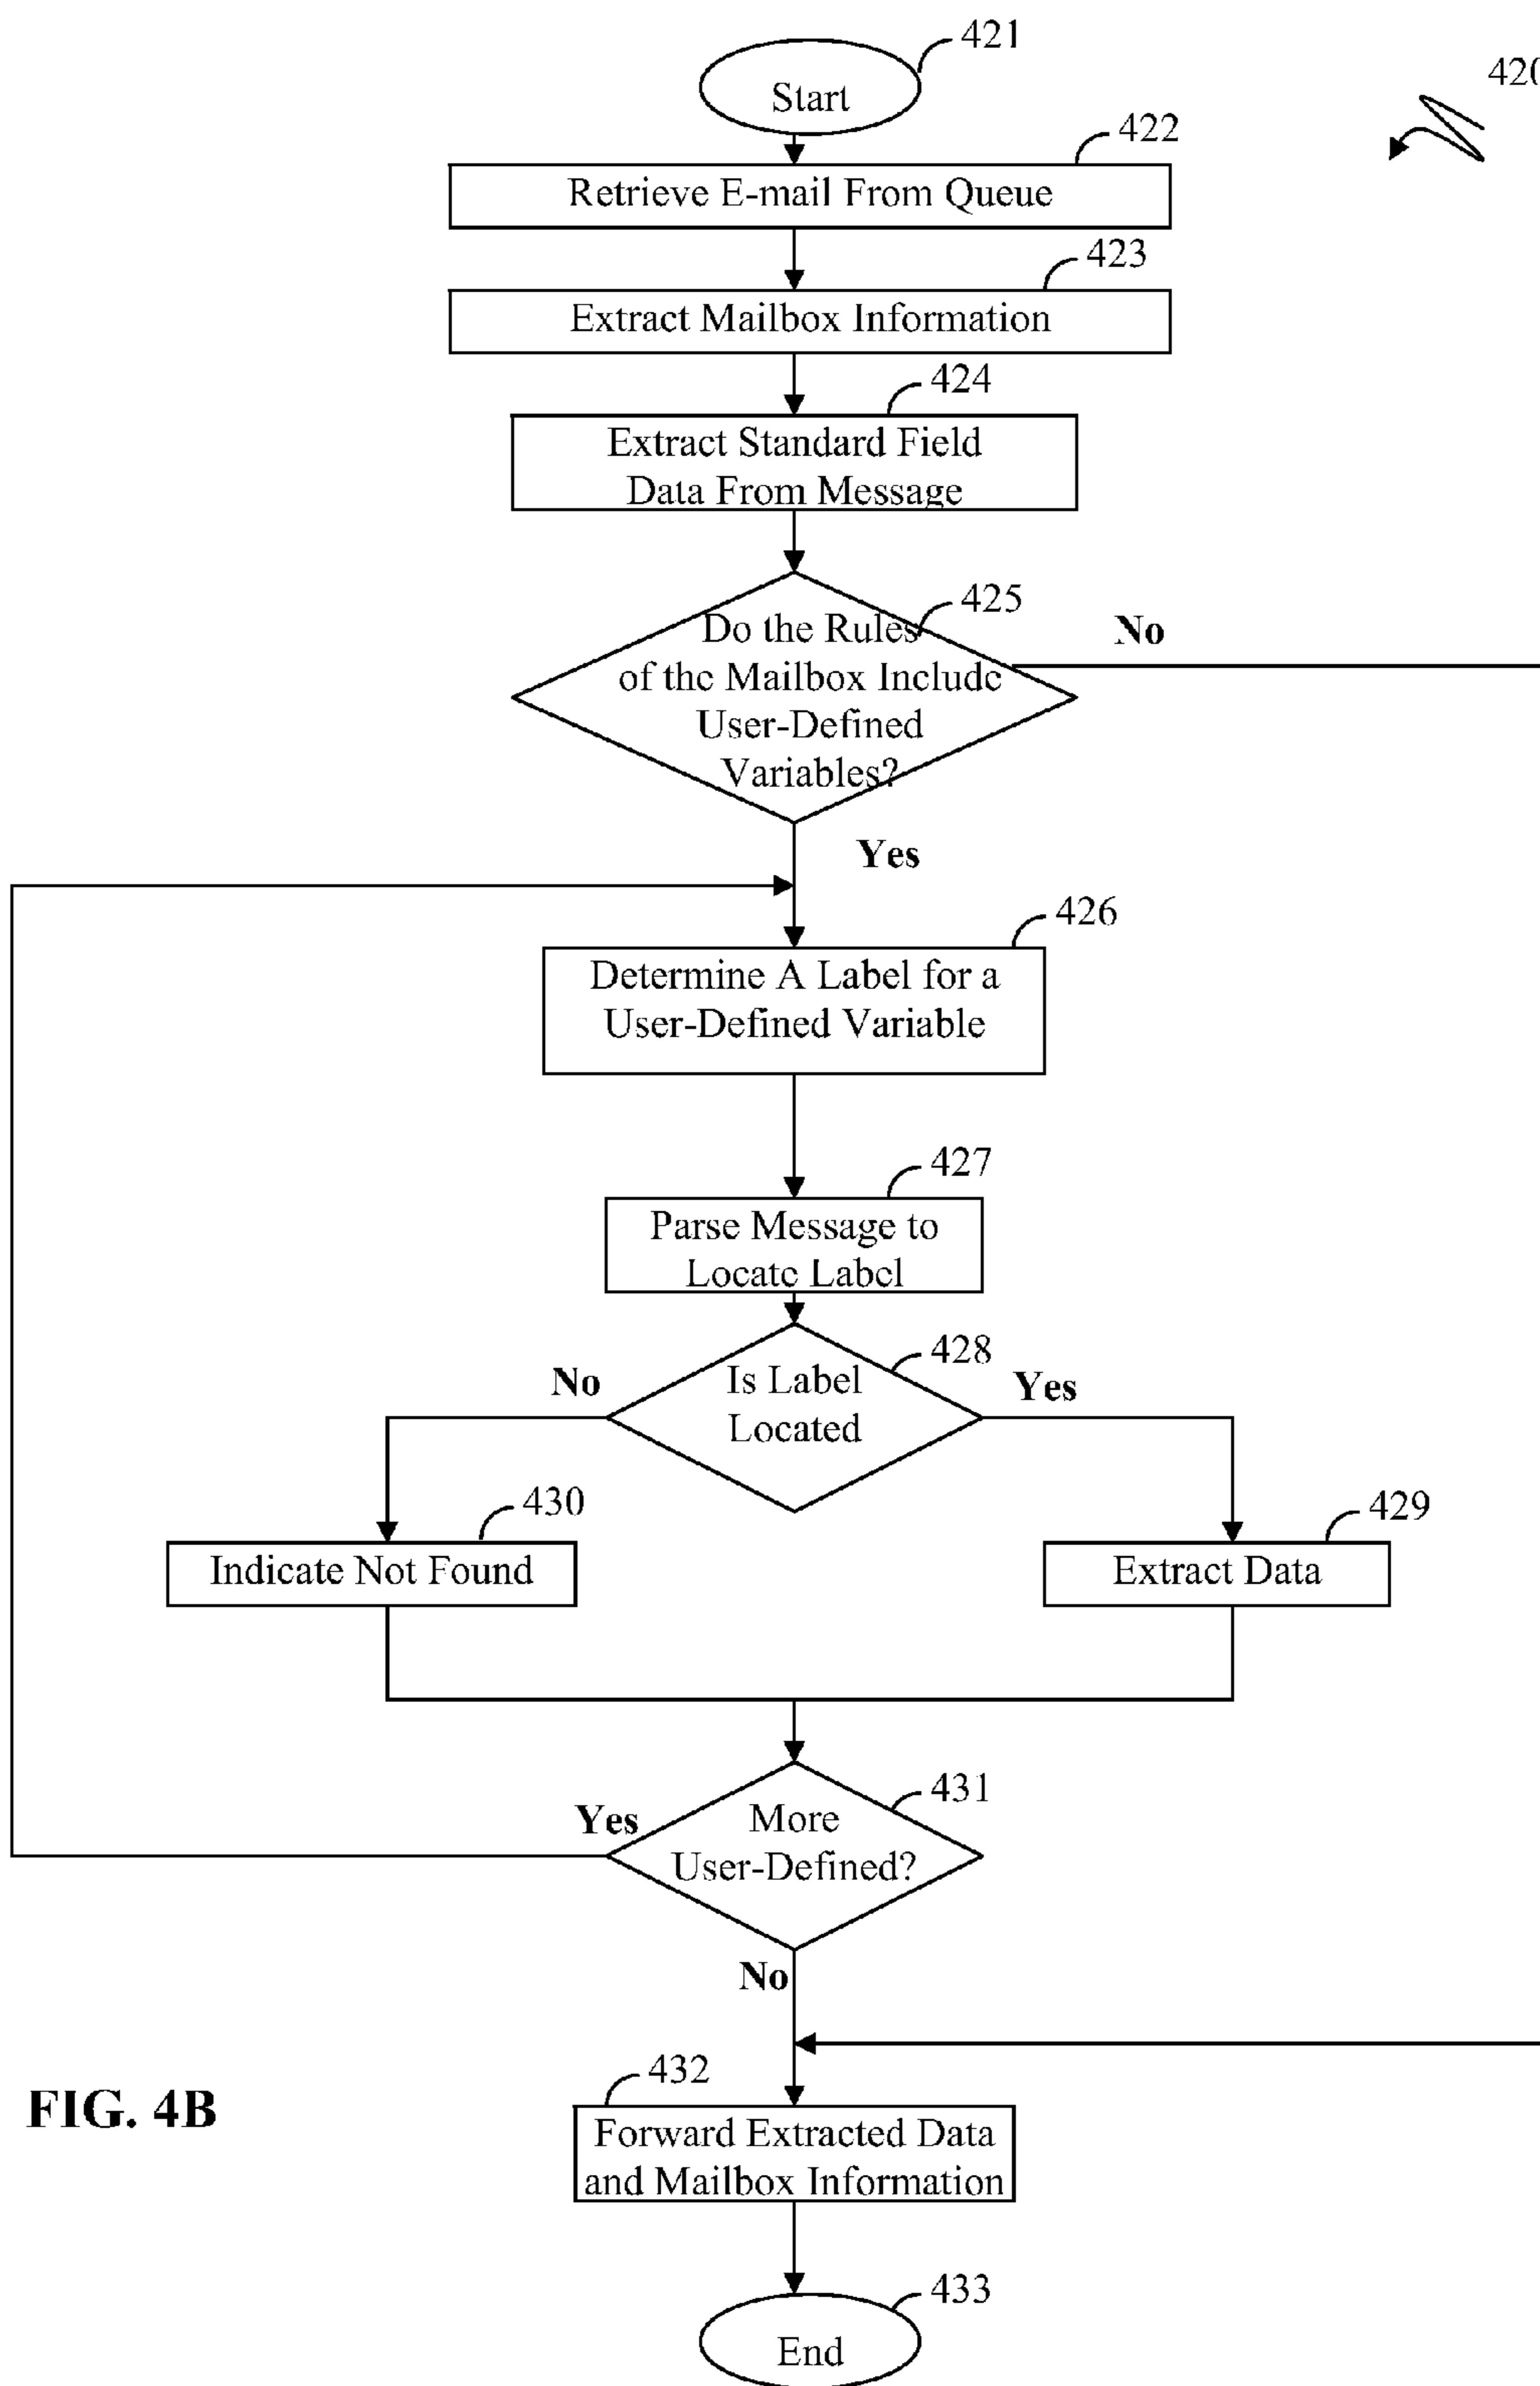 421
Start
420
422
Retrieve E-mail From Queue
423
Extract Mailbox Information
424
Extract Standard Field
Data From Message
425
Do the Rules
of the Mailbox Include
User-Defined
Variables?
No
Yes
426
Determine A Label for a
User-Defined Variable
427
Parse Message to
Locate Label
428
Is Label
Located
No
Yes
430
Indicate Not Found
429
Extract Data
431
More
User-Defined?
Yes
No
432
Forward Extracted Data
and Mailbox Information
FIG. 4B
433
End